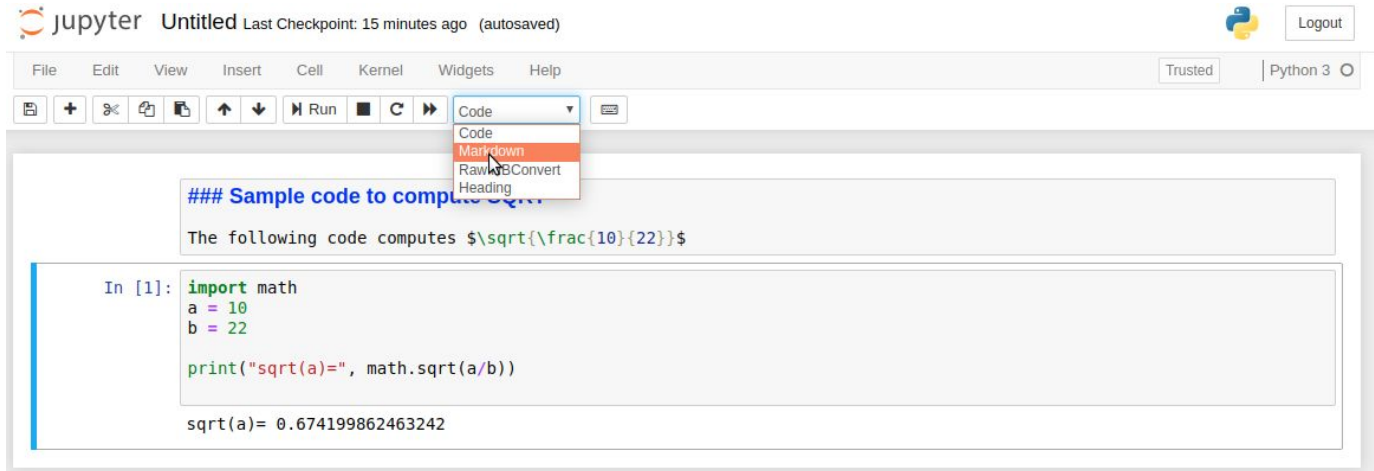 jupyter Untitled Last Checkpoint: 15 minutes ago (autosaved) Logout
File Edit View Insert Cell Kernel Widgets Help Trusted Python 3
Run Code
Code
Markdown
Heading
### Sample code to compute SQRT
The following code computes $\sqrt{\frac{10}{22}}$
In [1]: import math
a = 10
b = 22
print("sqrt(a)=", math.sqrt(a/b))
sqrt(a)= 0.674199862463242